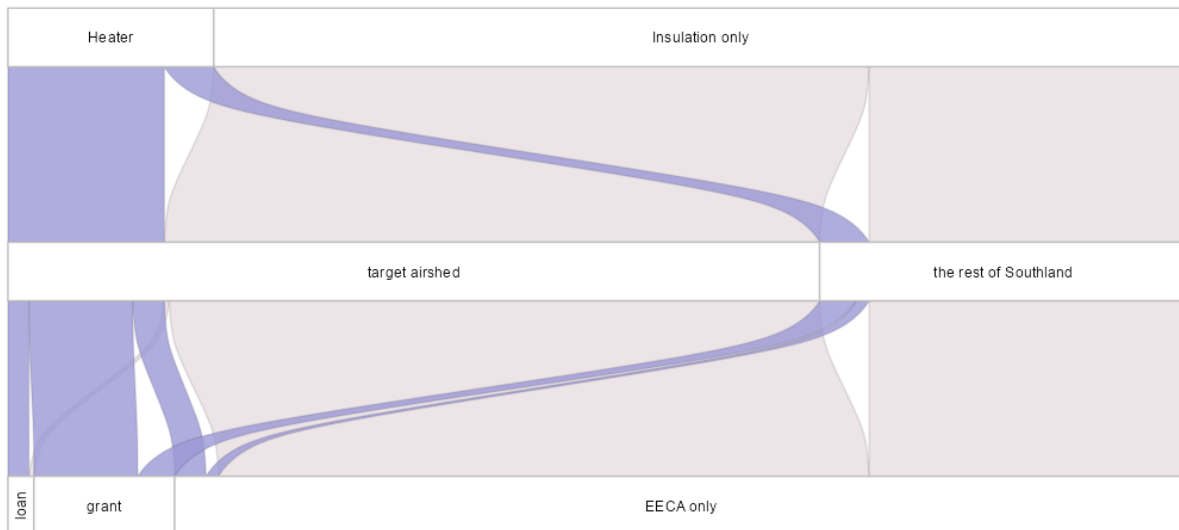 Heater
Insulation only
target airshed
the rest of Southland
loan
grant
EECA only